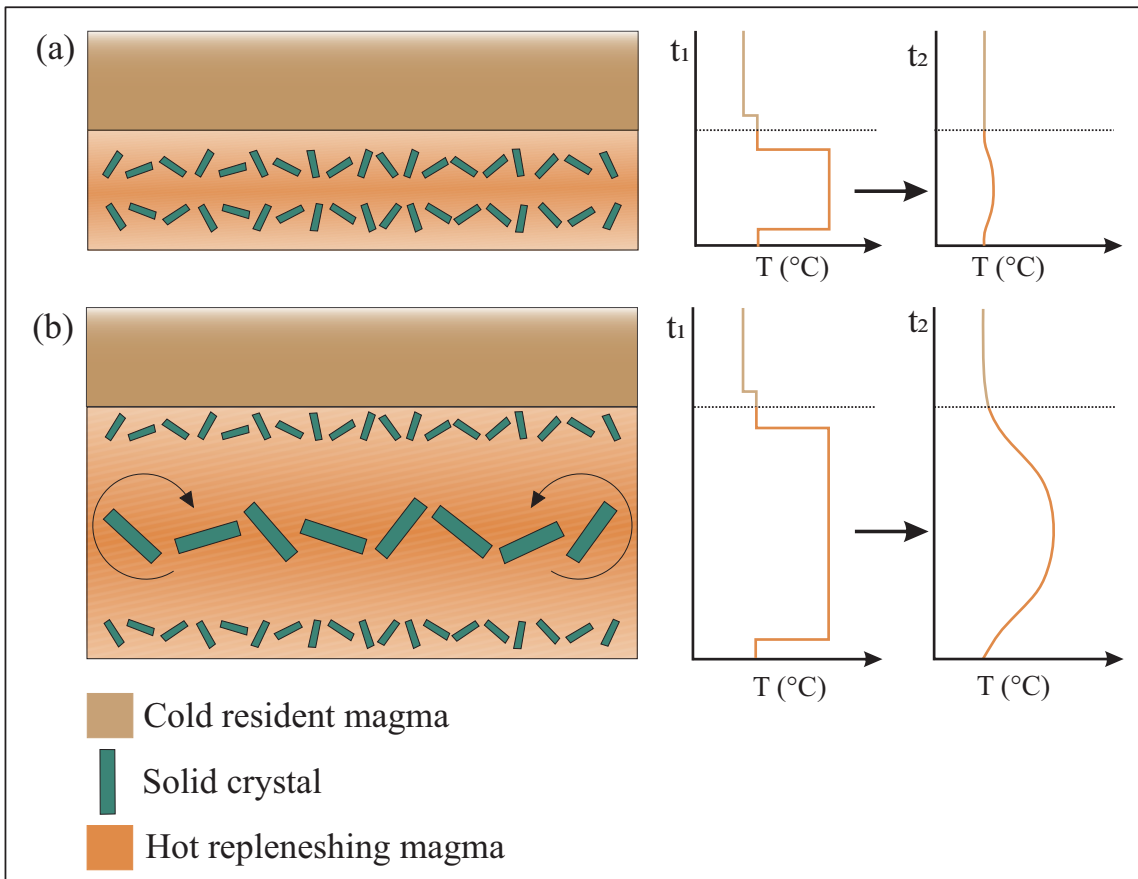 (a)
t₁
t₂
T (°C)
T (°C)
(b)
t₁
t₂
T (°C)
T (°C)
Cold resident magma
Solid crystal
Hot repleneshing magma